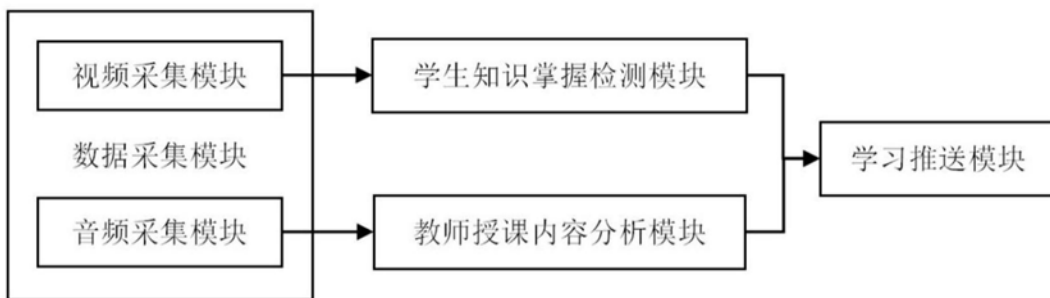 视频采集模块
学生知识掌握检测模块
数据采集模块
学习推送模块
音频采集模块
教师授课内容分析模块